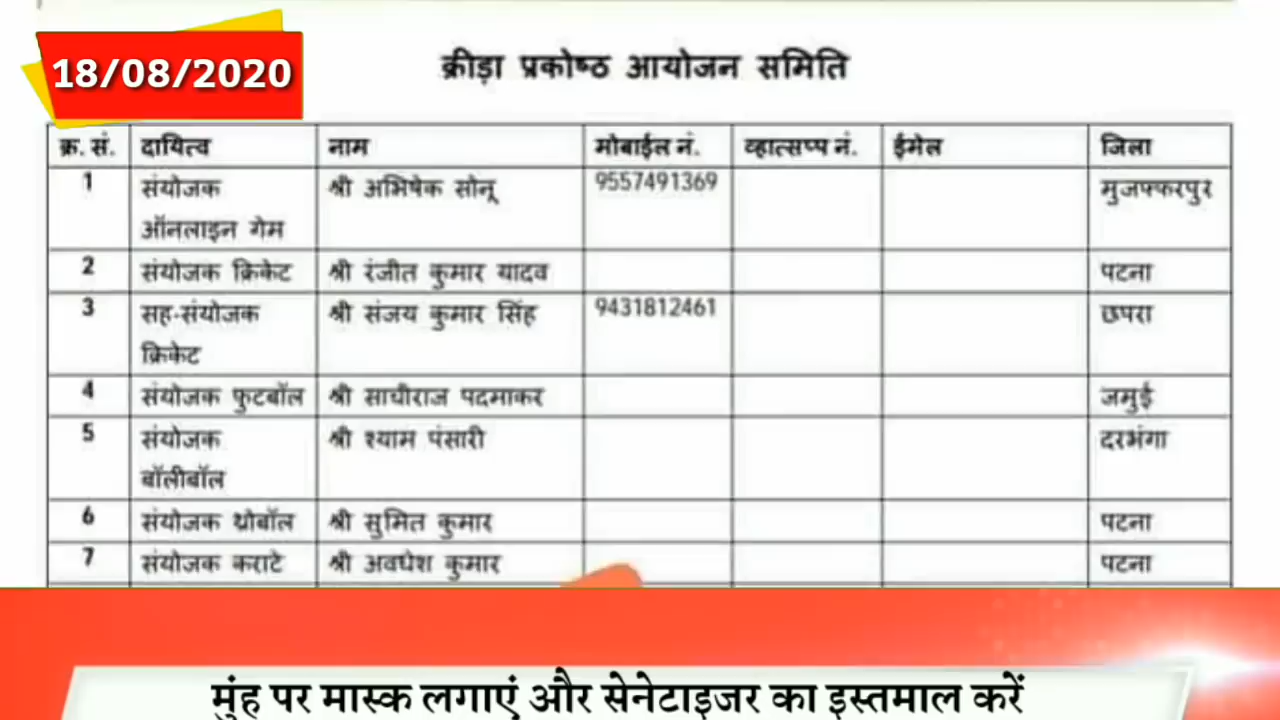 18/08/2020
क्रीड़ा प्रकोष्ठ आयोजन समिति
क्र. सं. दायित्व नाम मोबाईल नं. व्हात्सप्प नं. ईमेल जिला
1 संयोजक श्री अभिषेक सोनू 9557491369 मुजफ्फरपुर
ऑनलाइन गेम
2 संयोजक क्रिकेट श्री रंजीत कुमार यादव पटना
3 सह-संयोजक श्री संजय कुमार सिंह 9431812461 छपरा
क्रिकेट
4 संयोजक फुटबॉल श्री साचीराज पदमाकर जमुई
5 संयोजक श्री श्याम पंसारी दरभंगा
बॉलीबॉल
6 संयोजक थ्रोबॉल श्री सुमित कुमार पटना
7 संयोजक कराटे श्री अवधेश कुमार पटना
मुंह पर मास्क लगाएं और सेनेटाइजर का इस्तमाल करें